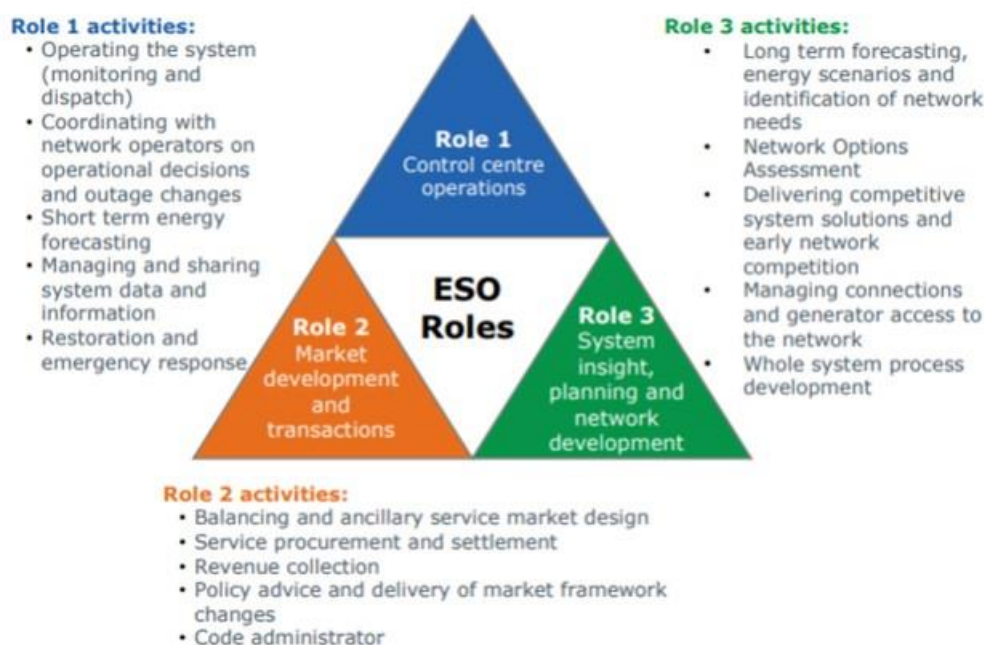 Role 1 activities:
• Operating the system
(monitoring and
dispatch)
• Coordinating with
network operators on
operational decisions
and outage changes
• Short term energy
forecasting
• Managing and sharing
system data and
information
• Restoration and
emergency response
Role 1
Control centre
operations
ESO
Roles
Role 2
Market
development
and
transactions
Role 3
System
insight,
planning and
network
development
Role 3 activities:
• Long term forecasting,
energy scenarios and
identification of network
needs
• Network Options
Assessment
• Delivering competitive
system solutions and
early network
competition
• Managing connections
and generator access to
the network
• Whole system process
development
Role 2 activities:
• Balancing and ancillary service market design
• Service procurement and settlement
• Revenue collection
• Policy advice and delivery of market framework
changes
• Code administrator